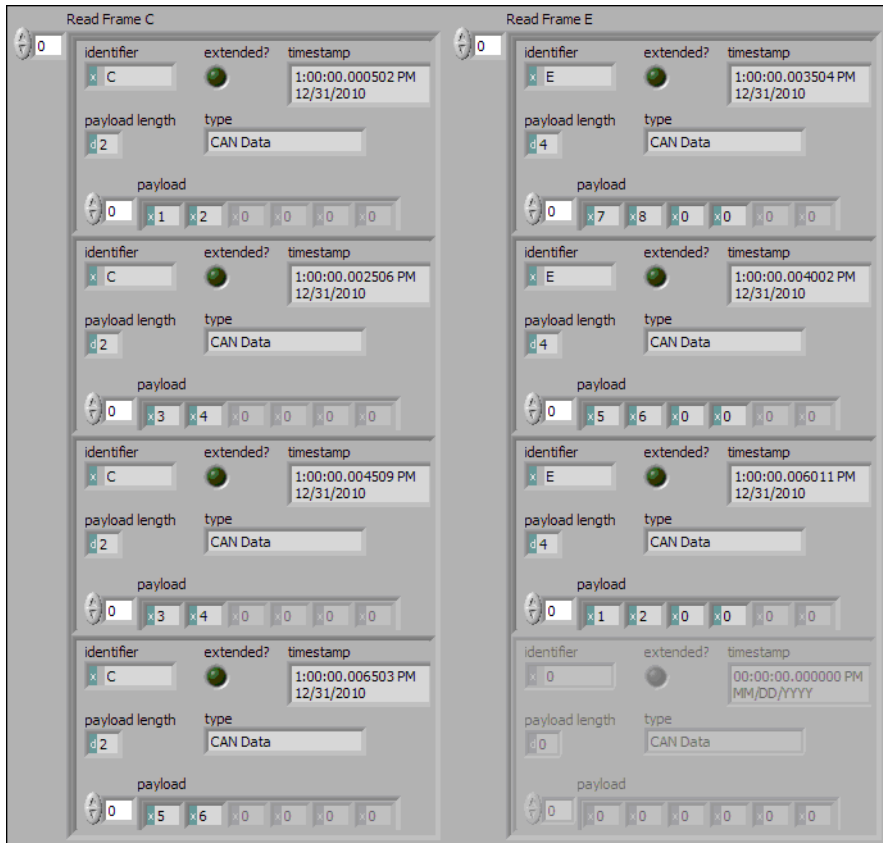 Read Frame C
0
identifier extended? timestamp
x C 1:00:00.000502 PM
12/31/2010
payload length type
d 2 CAN Data
payload
0 x 1 x 2 x 0 x 0 x 0 x 0
identifier extended? timestamp
x C 1:00:00.002506 PM
12/31/2010
payload length type
d 2 CAN Data
payload
0 x 3 x 4 x 0 x 0 x 0 x 0
identifier extended? timestamp
x C 1:00:00.004509 PM
12/31/2010
payload length type
d 2 CAN Data
payload
0 x 3 x 4 x 0 x 0 x 0 x 0
identifier extended? timestamp
x C 1:00:00.006503 PM
12/31/2010
payload length type
d 2 CAN Data
payload
0 x 5 x 6 x 0 x 0 x 0 x 0
Read Frame E
0
identifier extended? timestamp
x E 1:00:00.003504 PM
12/31/2010
payload length type
d 4 CAN Data
payload
0 x 7 x 8 x 0 x 0 x 0 x 0
identifier extended? timestamp
x E 1:00:00.004002 PM
12/31/2010
payload length type
d 4 CAN Data
payload
0 x 5 x 6 x 0 x 0 x 0 x 0
identifier extended? timestamp
x E 1:00:00.006011 PM
12/31/2010
payload length type
d 4 CAN Data
payload
0 x 1 x 2 x 0 x 0 x 0 x 0
identifier extended? timestamp
x 0 00:00:00.000000 PM
MM/DD/YYYY
payload length type
d 0 CAN Data
payload
0 x 0 x 0 x 0 x 0 x 0 x 0